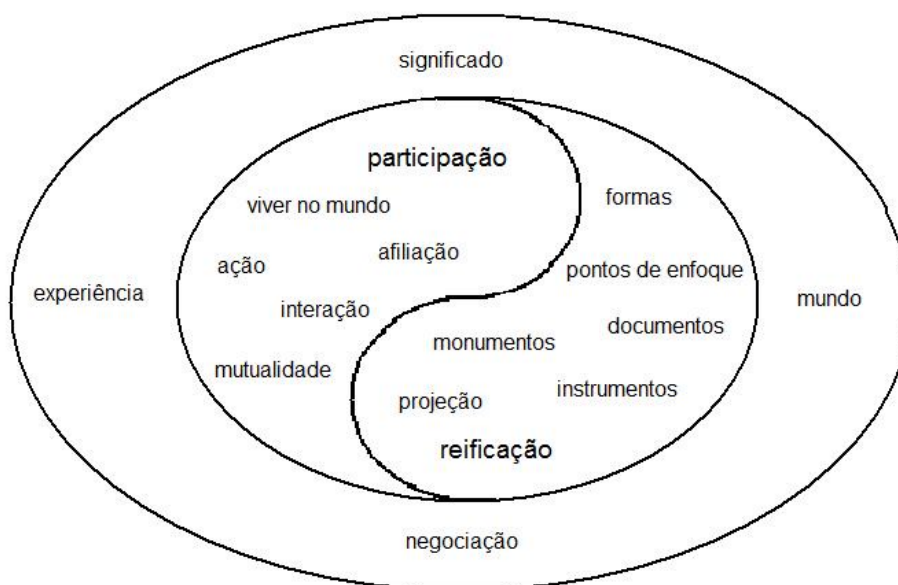 significado
participação
viver no mundo
formas
afiliação
ação
pontos de enfoque
experiência
mundo
interação
documentos
monumentos
mutualidade
instrumentos
projeção
reificação
negociação